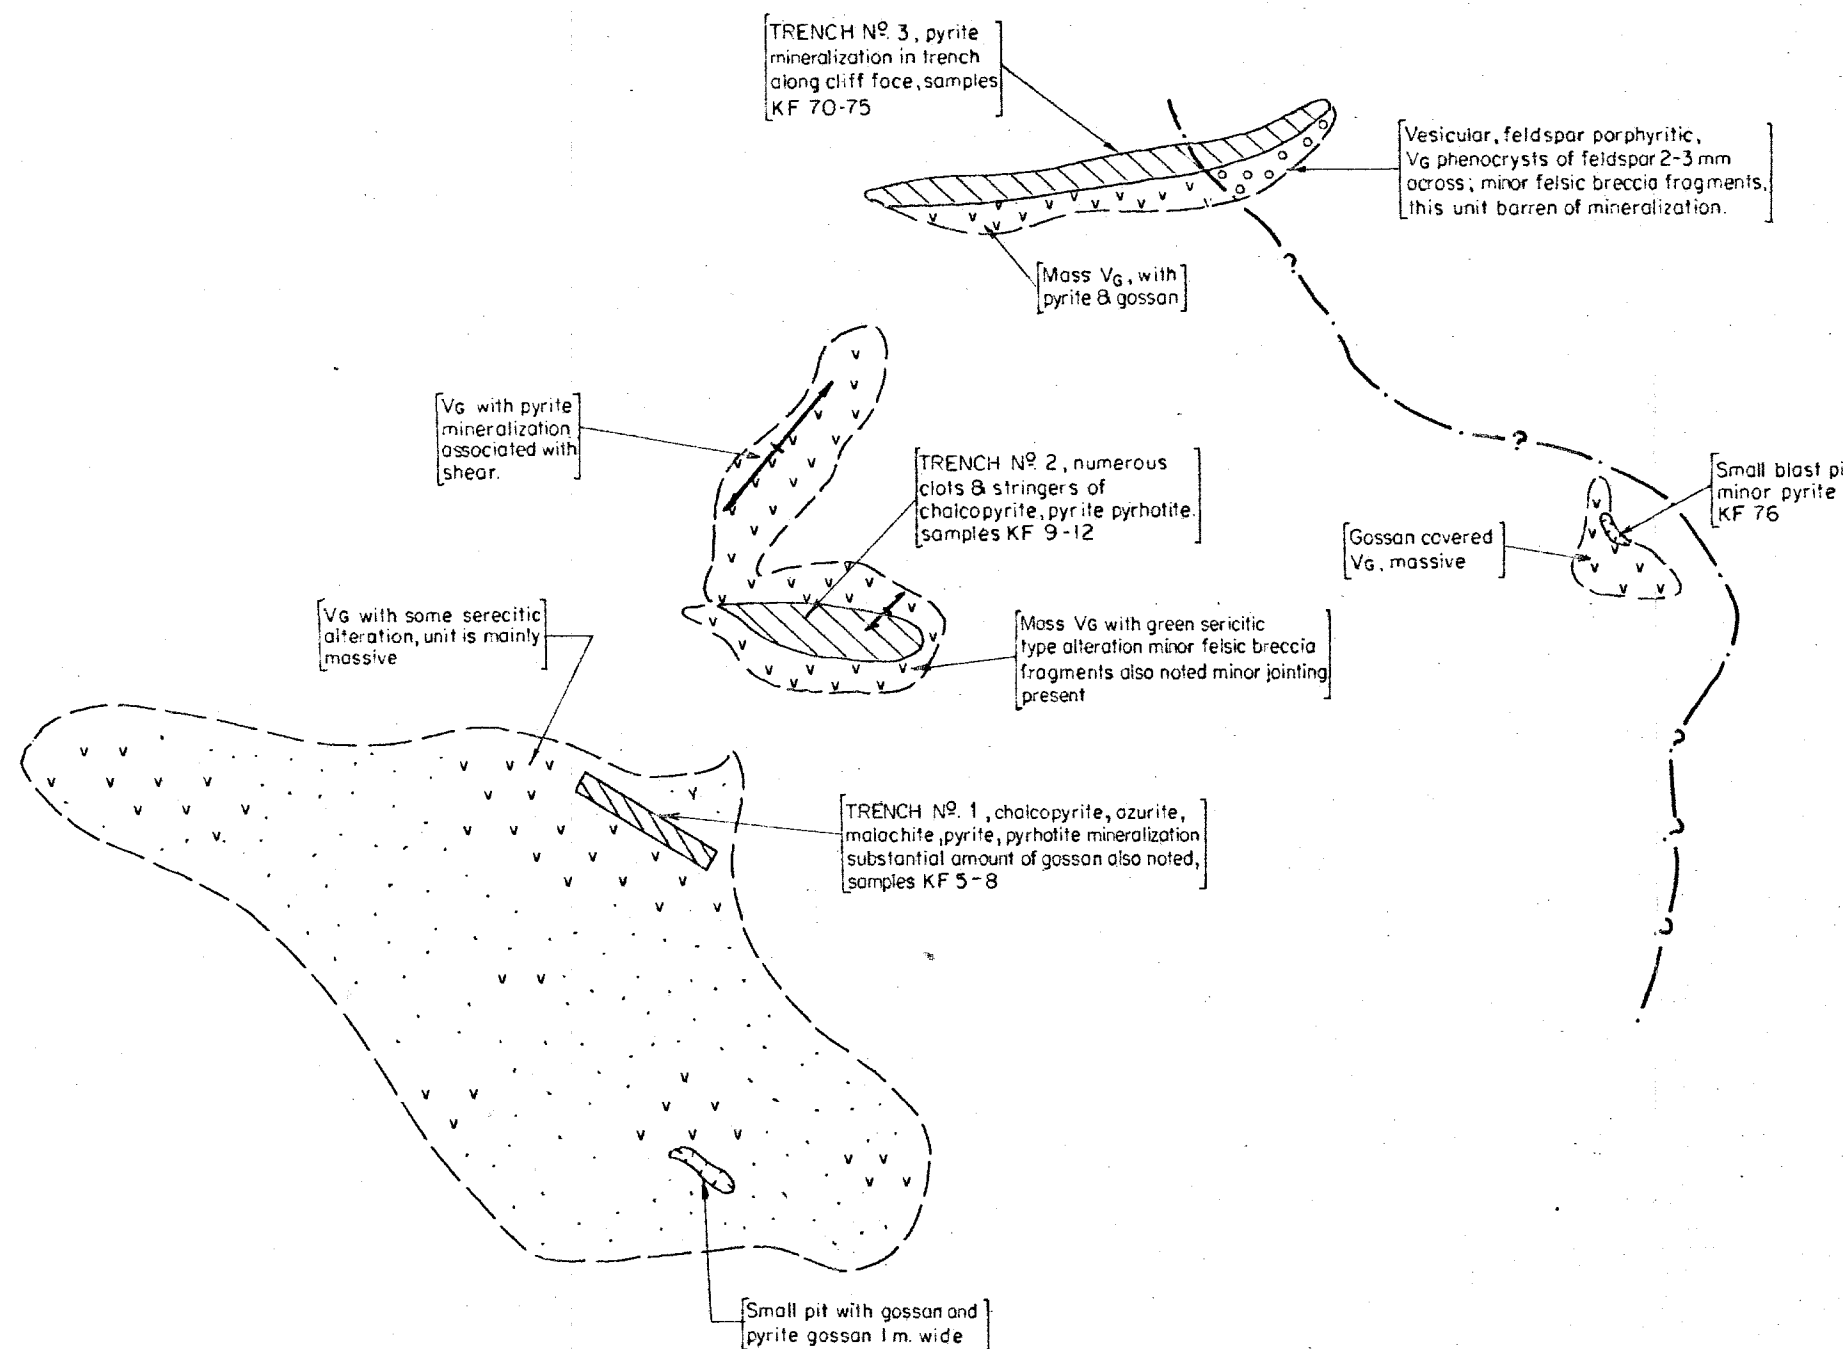 TRENCH Nº. 3, pyrite
mineralization in trench
along cliff face, samples
KF 70-75
Vesicular, feldspar porphyritic,
VG phenocrysts of feldspar 2-3 mm
across; minor felsic breccia fragments,
this unit barren of mineralization.
Mass VG, with
pyrite & gossan
VG with pyrite
mineralization
associated with
shear.
TRENCH Nº. 2, numerous
clots & stringers of
chalcopyrite, pyrite pyrhotite.
samples KF 9-12
Small blast pi
minor pyrite
KF 76
Gossan covered
VG, massive
VG with some serecitic
alteration, unit is mainly
massive
Mass VG with green sericitic
type alteration minor felsic breccia
fragments also noted minor jointing
present
TRENCH Nº. 1, chalcopyrite, azurite,
malachite, pyrite, pyrhotite mineralization
substantial amount of gossan also noted,
samples KF 5-8
Small pit with gossan and
pyrite gossan 1 m. wide